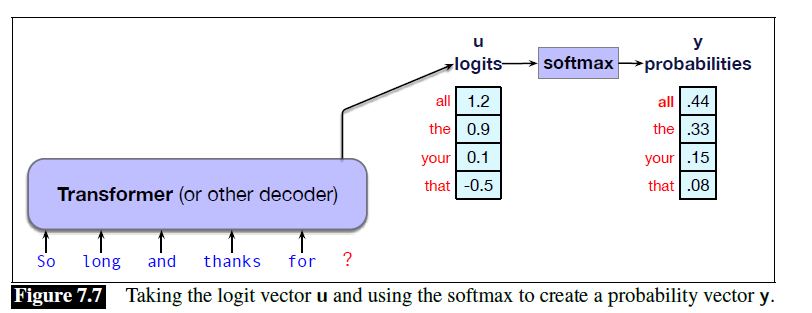 u
logits
softmax
y
probabilities
all 1.2
the 0.9
your 0.1
that -0.5
all .44
the .33
your .15
that .08
Transformer (or other decoder)
So long and thanks for ?
Figure 7.7 Taking the logit vector u and using the softmax to create a probability vector y.